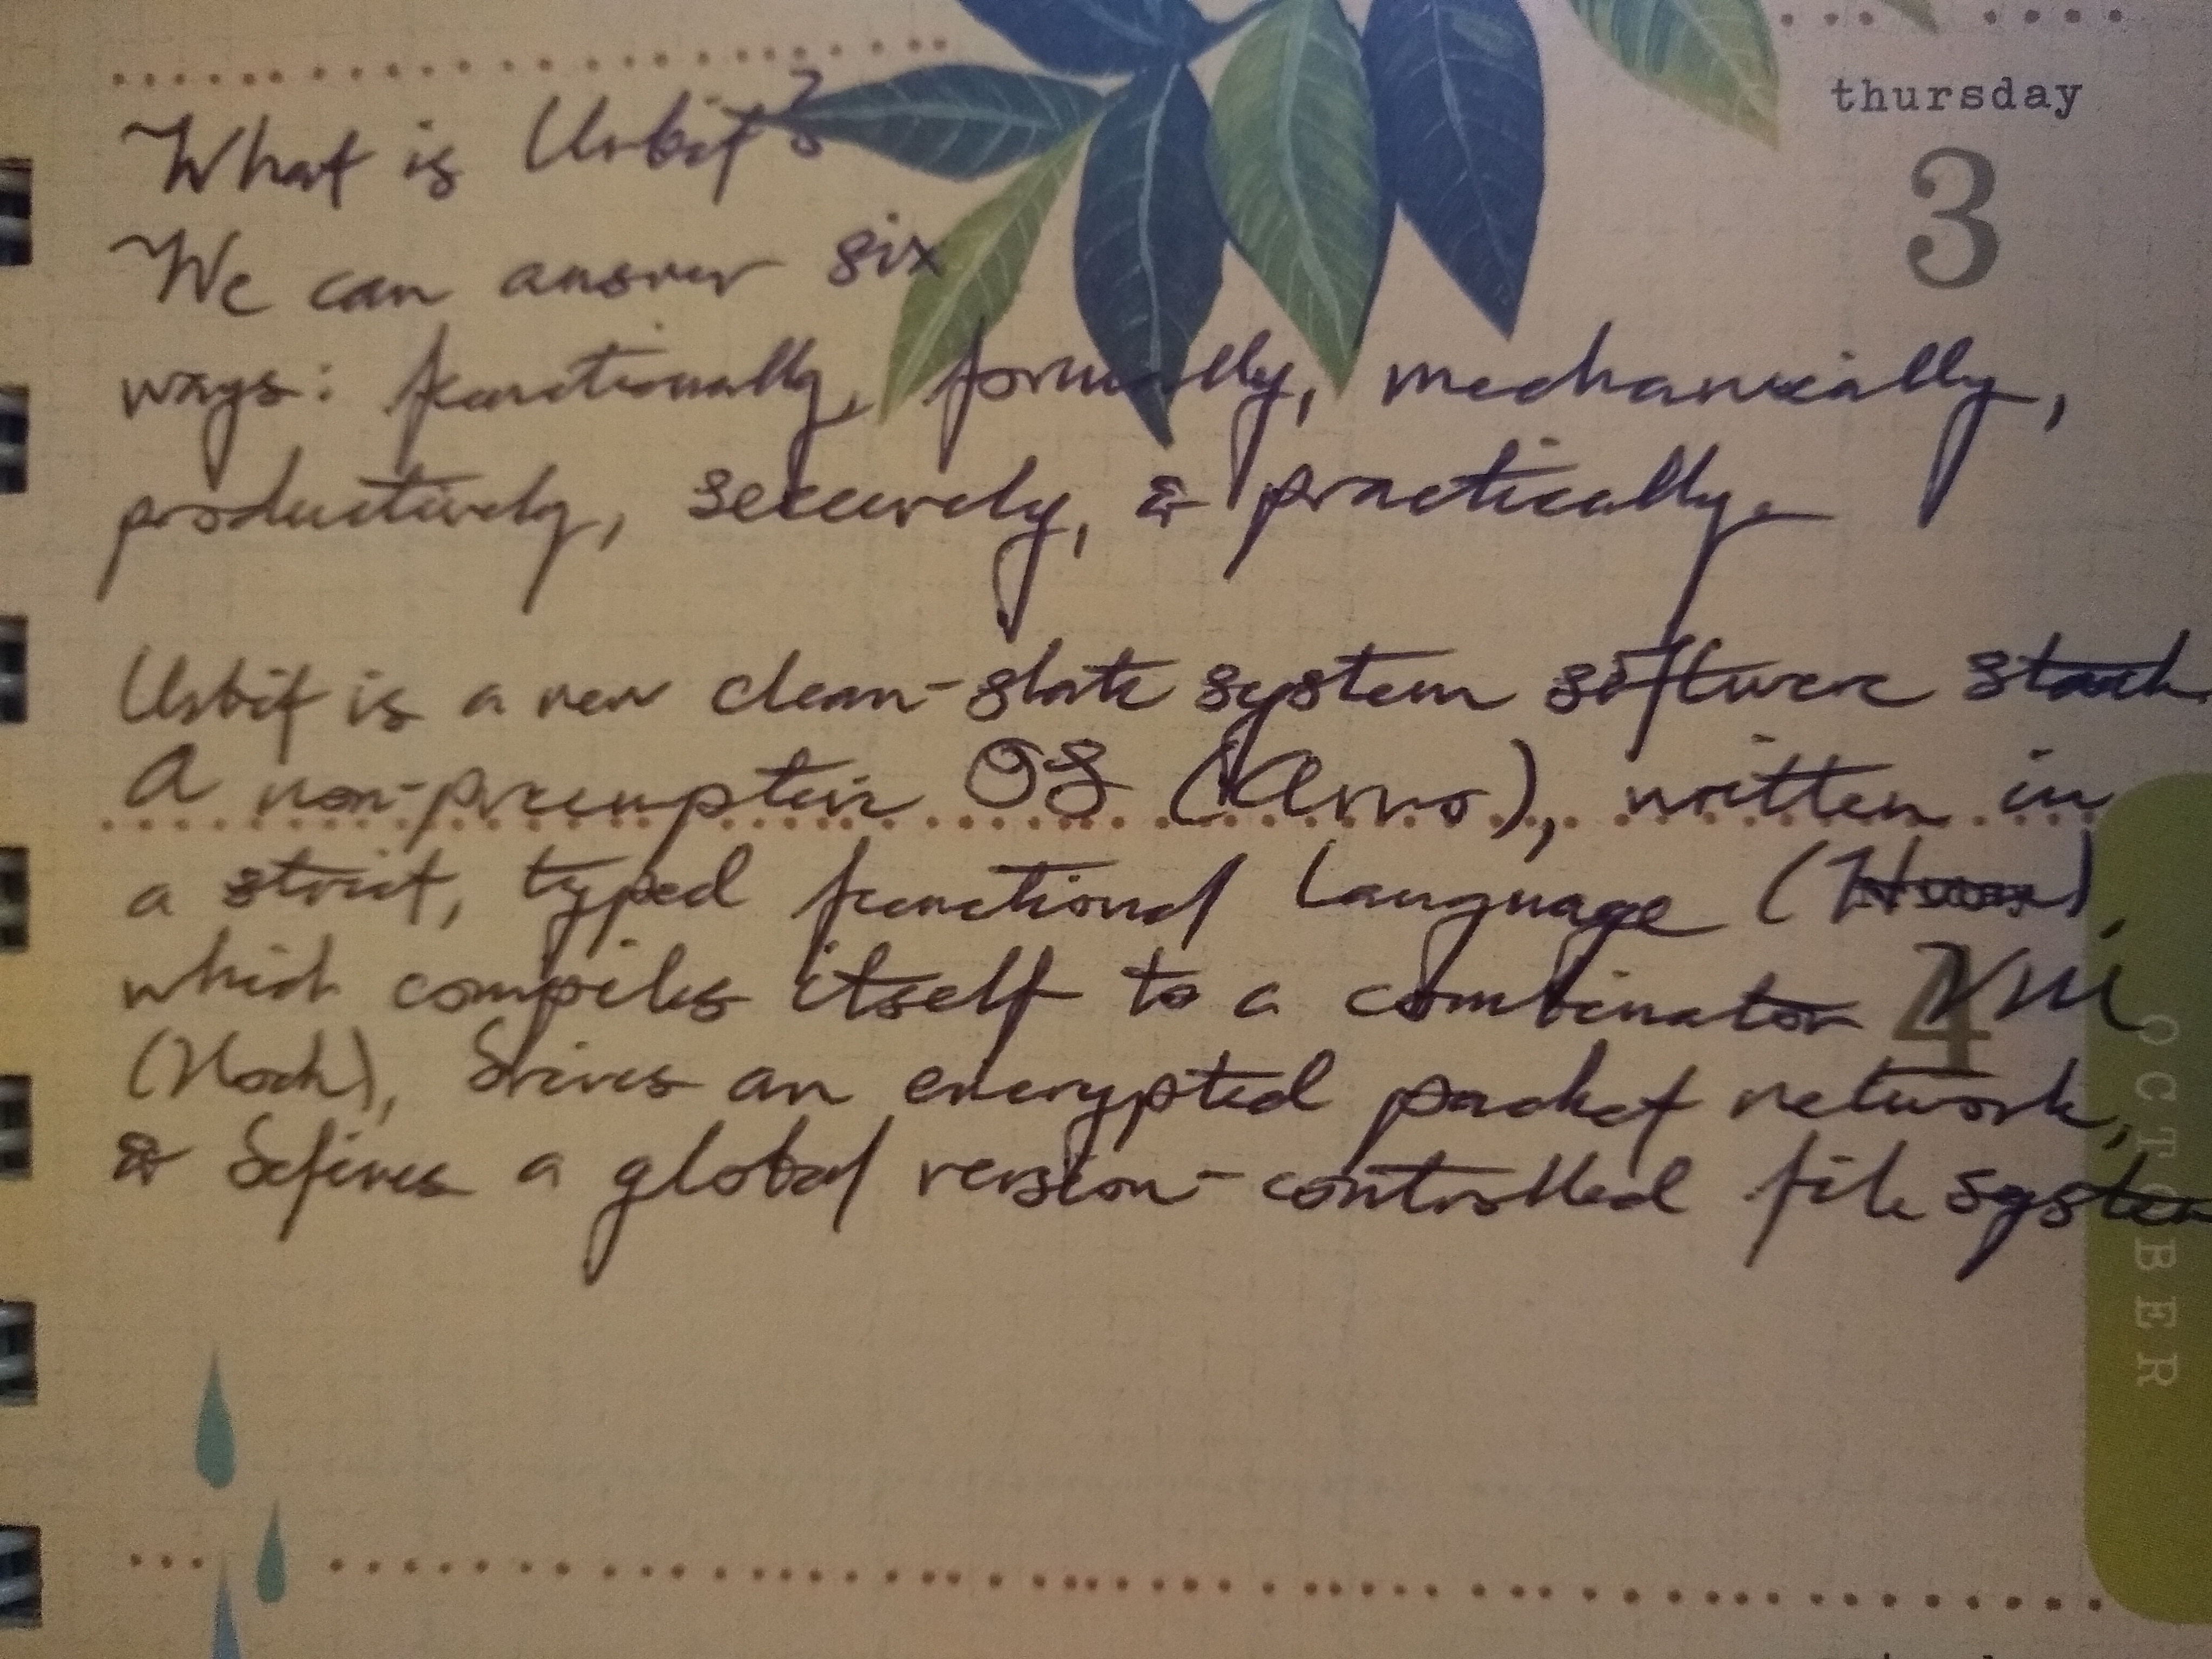 thursday
3
What is Urbit?
We can answer six
ways: functionally, formally, mechanically,
productively, securely, & practically.
Urbit is a new clean-slate system software stack.
A non-preemptive OS (Arvo), written in
a strict, typed functional language (Hoon),
which compiles itself to a combinator VM
4
(Nock), drives an encrypted packet network,
& defines a global version-controlled file system
OCTOBER